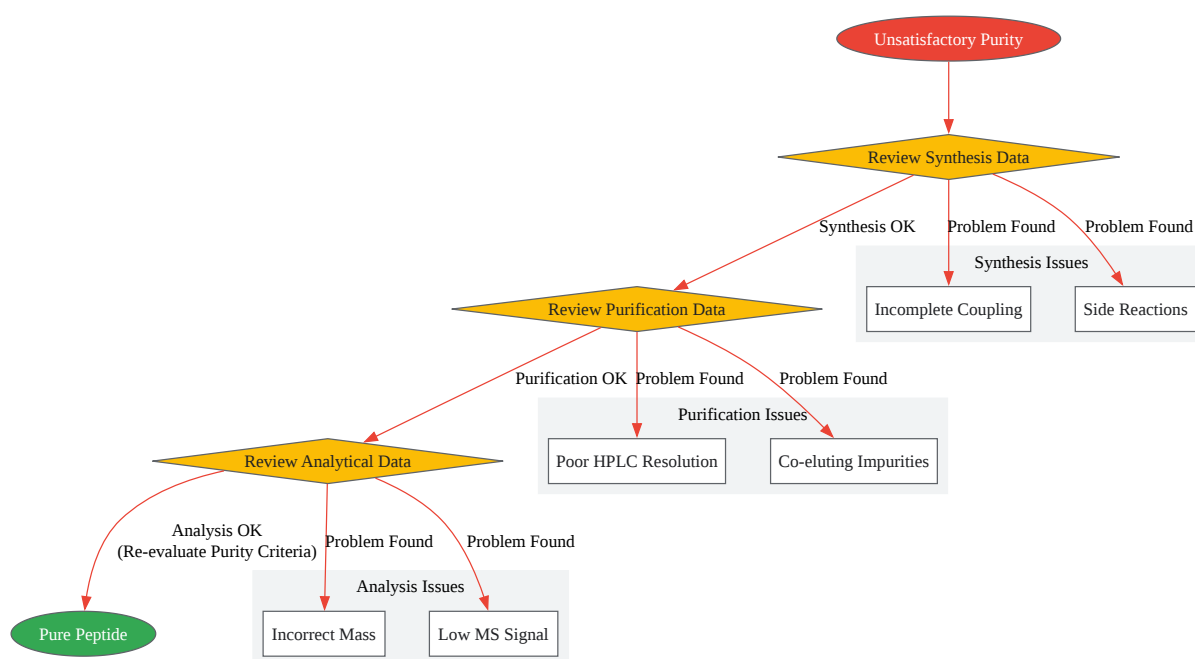 Unsatisfactory Purity
Review Synthesis Data
Synthesis OK
Problem Found
Problem Found
Synthesis Issues
Incomplete Coupling
Side Reactions
Review Purification Data
Purification OK
Problem Found
Problem Found
Purification Issues
Poor HPLC Resolution
Co-eluting Impurities
Review Analytical Data
Analysis OK
(Re-evaluate Purity Criteria)
Problem Found
Problem Found
Analysis Issues
Pure Peptide
Incorrect Mass
Low MS Signal